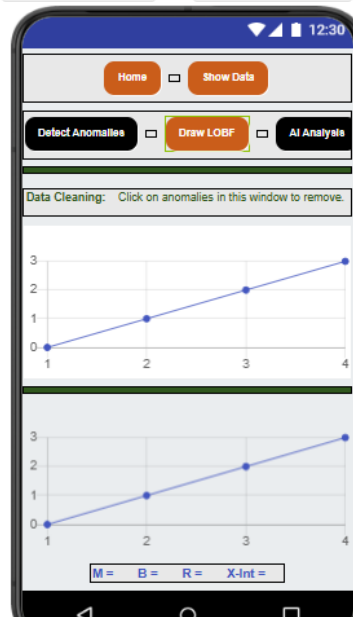 12:30
Home Show Data
Detect Anomalies Draw LOBF AI Analysis
Data Cleaning: Click on anomalies in this window to remove.
3
2
1
0
1 2 3 4
3
2
1
0
1 2 3 4
M = B = R = X-Int =